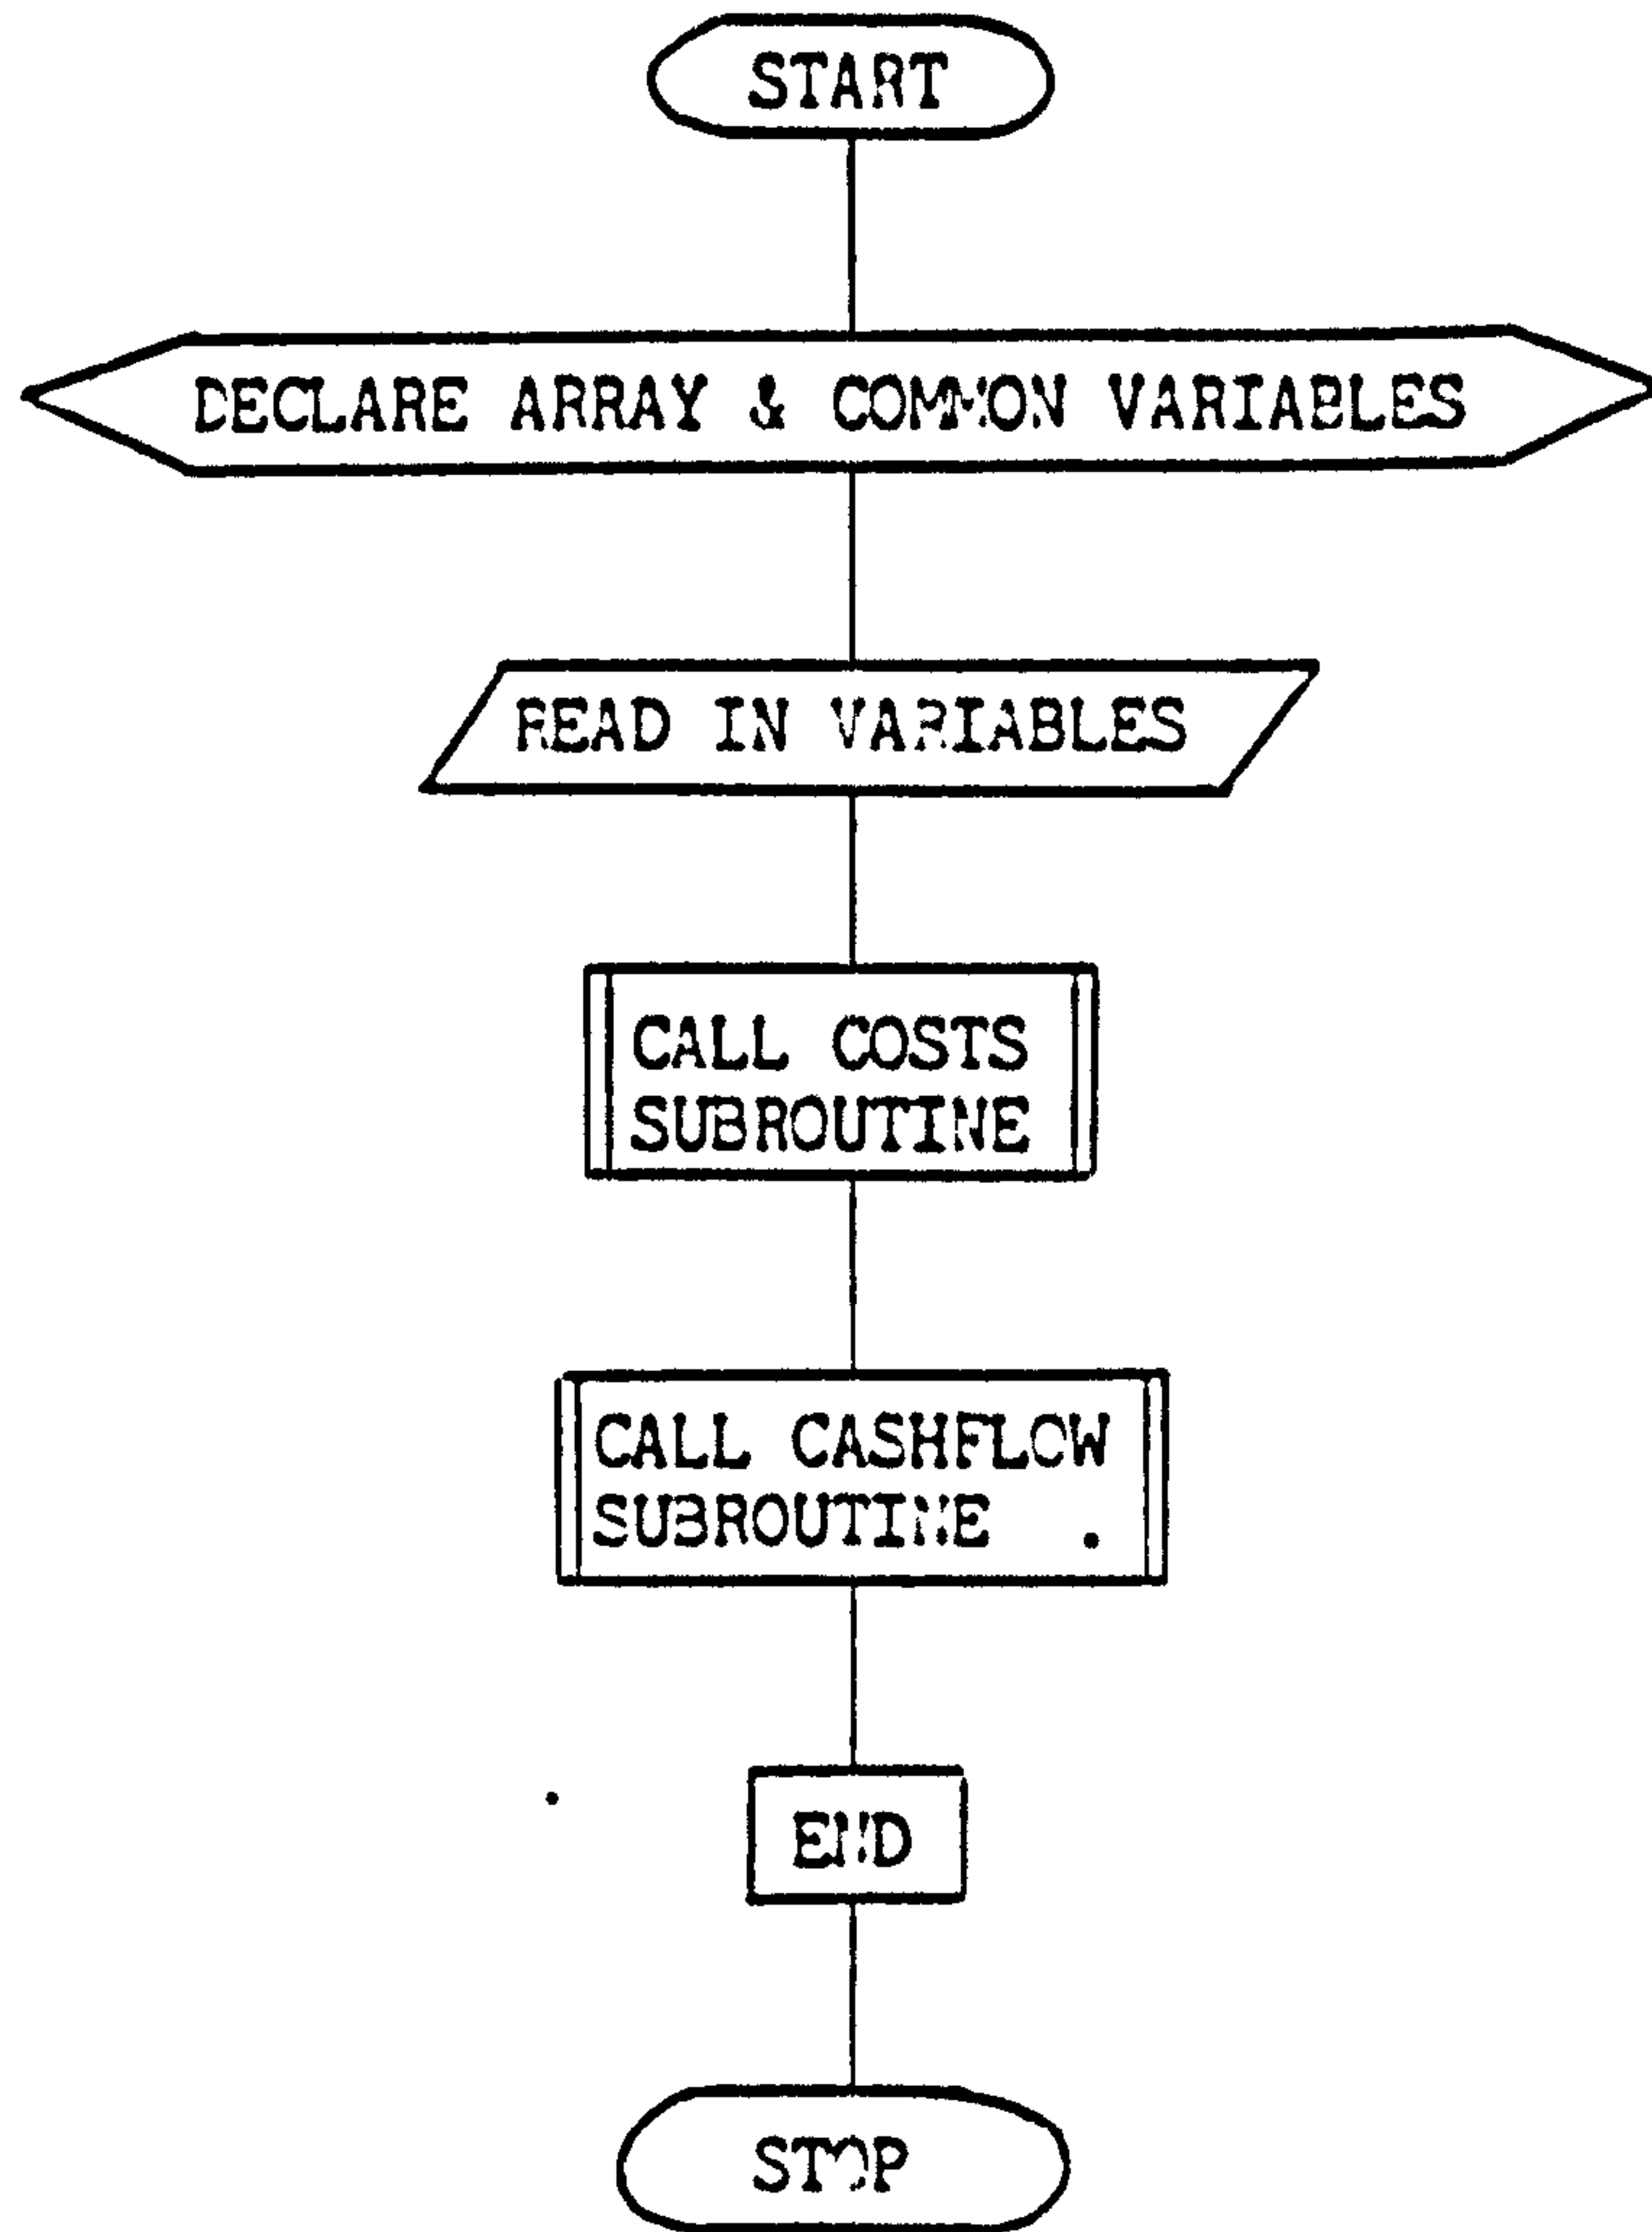 START
DECLARE ARRAY & COMMON VARIABLES
READ IN VARIABLES
CALL COSTS
SUBROUTINE
CALL CASHFLOW
SUBROUTINE
END
STOP